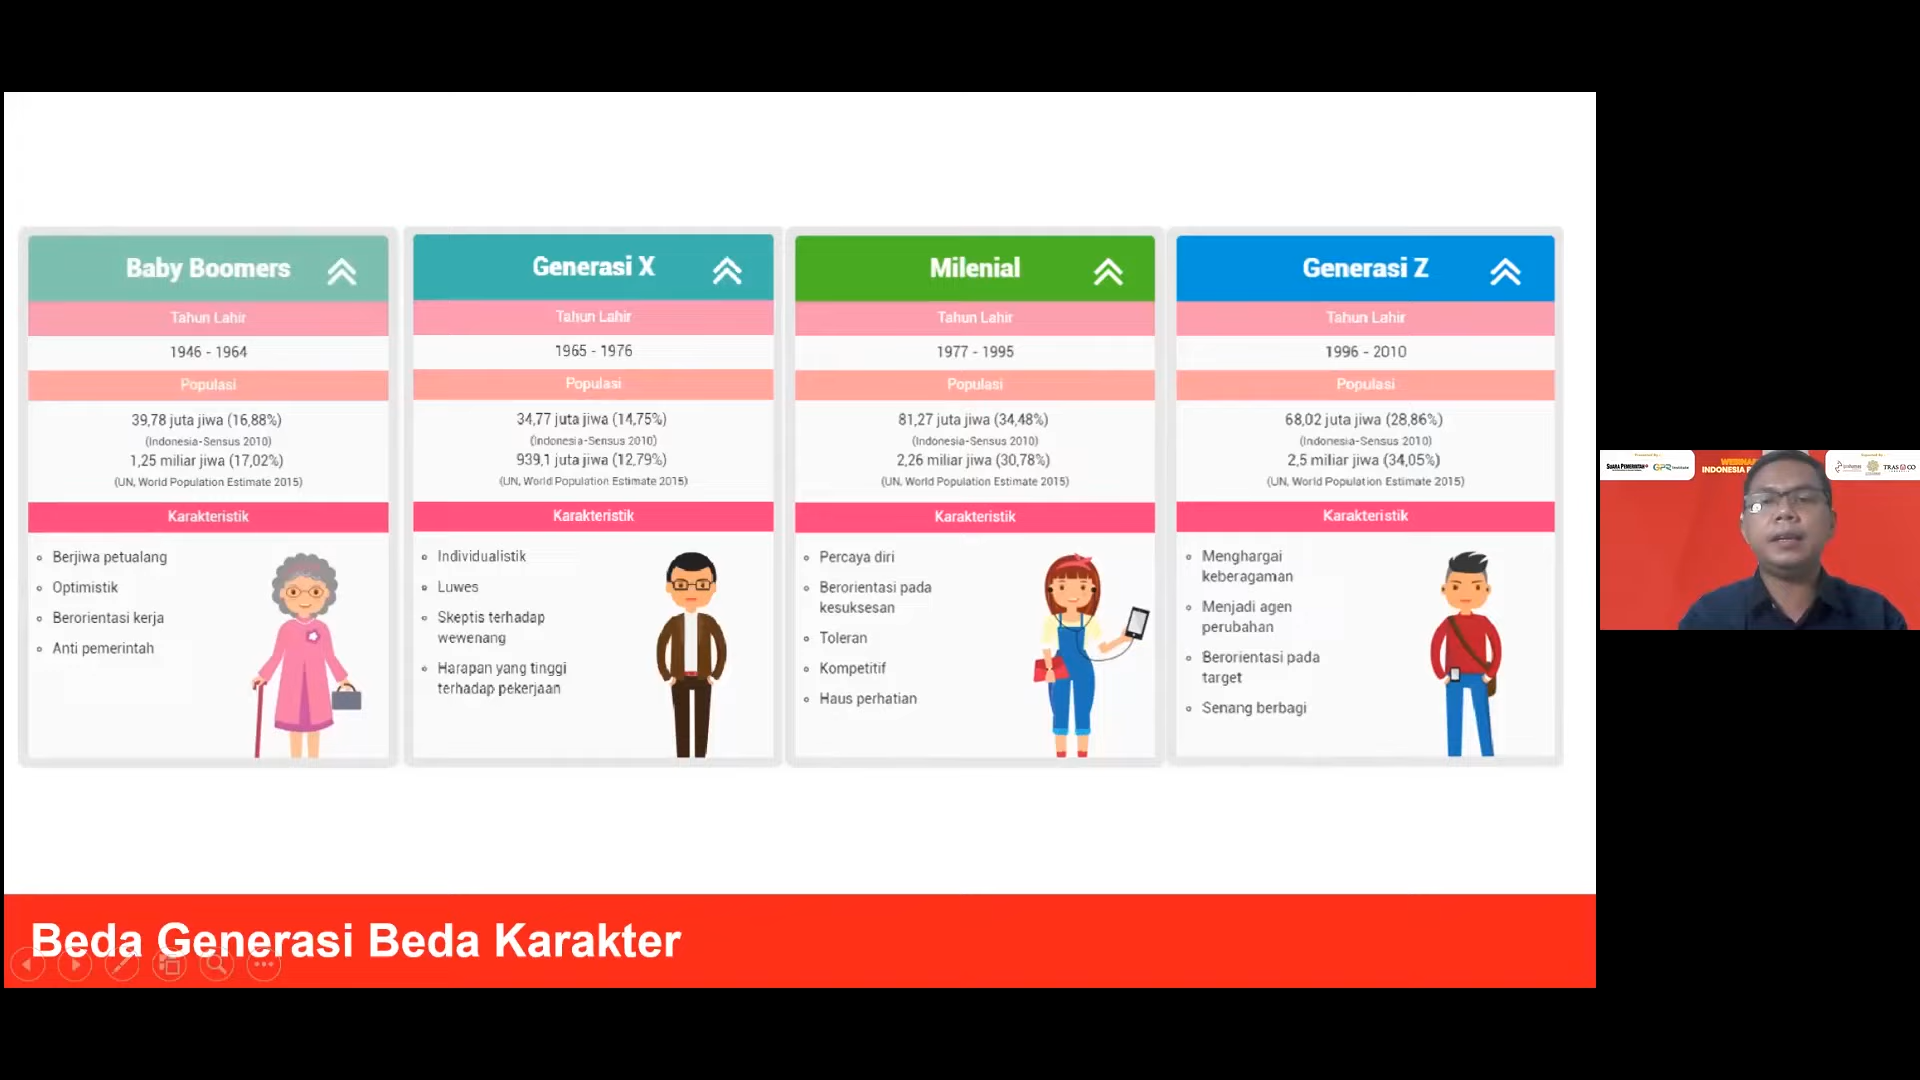 Baby Boomers
Tahun Lahir
1946 - 1964
Populasi
39,78 juta jiwa (16,88%)
(Indonesia-Sensus 2010)
1,25 miliar jiwa (17,02%)
(UN, World Population Estimate 2015)
Karakteristik
Berjiwa petualang
Optimistik
Berorientasi kerja
Anti pemerintah
Generasi X
Tahun Lahir
1965 - 1976
Populasi
34,77 juta jiwa (14,75%)
(Indonesia-Sensus 2010)
939,1 juta jiwa (12,79%)
(UN, World Population Estimate 2015)
Karakteristik
Individualistik
Luwes
Skeptis terhadap
wewenang
Harapan yang tinggi
terhadap pekerjaan
Milenial
Tahun Lahir
1977 - 1995
Populasi
81,27 juta jiwa (34,48%)
(Indonesia-Sensus 2010)
2,26 miliar jiwa (30,78%)
(UN, World Population Estimate 2015)
Karakteristik
Percaya diri
Berorientasi pada
kesuksesan
Toleran
Kompetitif
Haus perhatian
Generasi Z
Tahun Lahir
1996 - 2010
Populasi
68,02 juta jiwa (28,86%)
(Indonesia-Sensus 2010)
2,5 miliar jiwa (34,05%)
(UN, World Population Estimate 2015)
Karakteristik
Menghargai
keberagaman
Menjadi agen
perubahan
Berorientasi pada
target
Senang berbagi
Beda Generasi Beda Karakter
SUARA PEMERINTAH
GPR Institute
INDONESIA
TRAS & CO